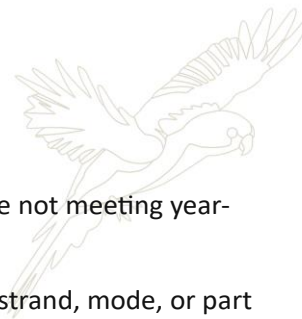 e not meeting year-
strand, mode, or part